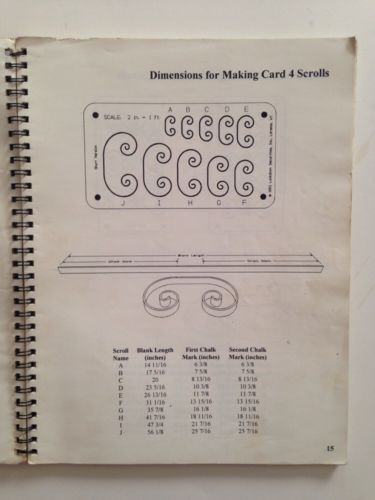 Dimensions for Making Card 4 Scrolls
A B C D E
SCALE: 2 in. = 1 ft.
J I H G F
Blank Length
Scroll Blank Length First Chalk Second Chalk
Name (inches) Mark (inches) Mark (inches)
A 14 11/16 6 3/8 6 3/8
B 17 5/16 7 5/8 7 5/8
C 20 8 13/16 8 13/16
D 23 5/16 10 3/8 10 3/8
E 26 13/16 11 7/8 11 7/8
F 31 1/16 13 15/16 13 15/16
G 35 7/8 16 1/8 16 1/8
H 41 7/16 18 11/16 18 11/16
I 47 3/4 21 7/16 21 7/16
J 56 1/8 25 7/16 25 7/16
15